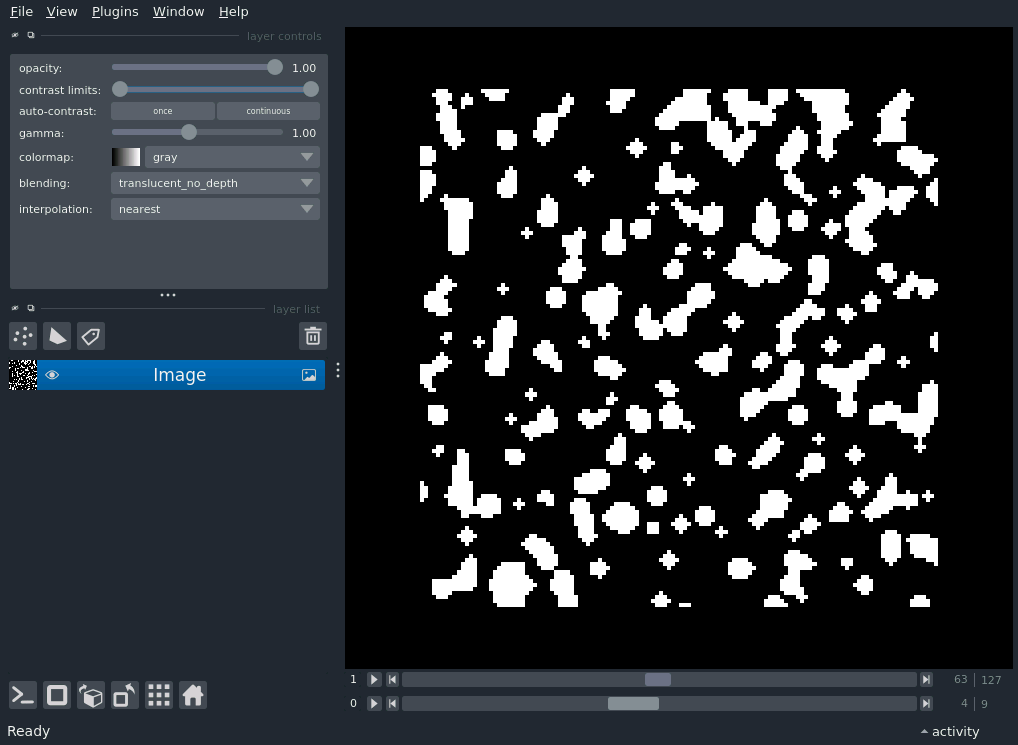 File View Plugins Window Help
layer controls
opacity: 1.00
contrast limits:
auto-contrast: once continuous
gamma: 1.00
colormap: gray
blending: translucent_no_depth
interpolation: nearest
layer list
Image
1 63 127
0 4 9
Ready activity